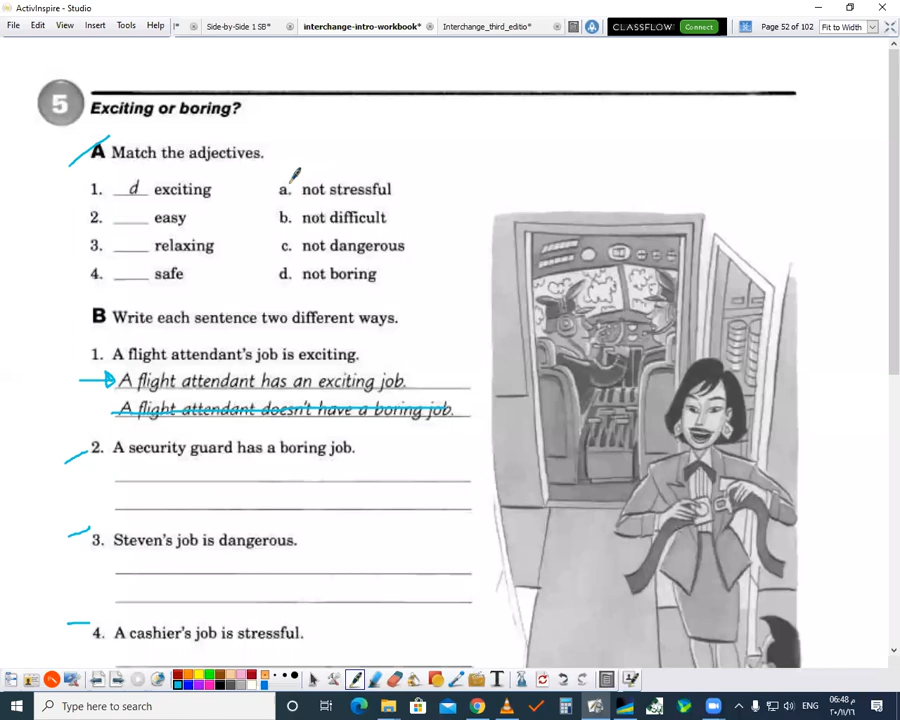 ActivInspire - Studio
File Edit View Insert Tools Help
Side-by-Side 1 SB*
interchange-intro-workbook*
Interchange_third_editio*
CLASSFLOW
Connect
Page 52 of 102
Fit to Width
5
Exciting or boring?
A Match the adjectives.
1. d exciting a. not stressful
2. ____ easy b. not difficult
3. ____ relaxing c. not dangerous
4. ____ safe d. not boring
B Write each sentence two different ways.
1. A flight attendant's job is exciting.
A flight attendant has an exciting job.
A flight attendant doesn't have a boring job.
2. A security guard has a boring job.
3. Steven's job is dangerous.
4. A cashier's job is stressful.
Type here to search
06:48 م